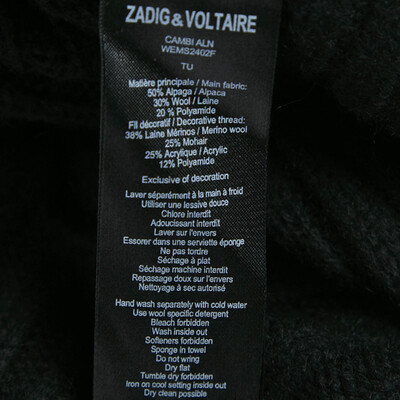 ZADIG & VOLTAIRE
CAMBI ALN
WEMS2402F
TU
Matière principale / Main fabric:
50% Alpaga / Alpaca
30% Wool / Laine
20 % Polyamide
Fil décoratif / Decorative thread:
38% Laine Mérinos / Merino wool
25% Mohair
25% Acrylique / Acrylic
12% Polyamide
Exclusive of decoration
Laver séparément à la main à froid
Utiliser une lessive douce
Chlore interdit
Adoucissant interdit
Laver sur l'envers
Essorer dans une serviette éponge
Ne pas tordre
Séchage à plat
Séchage machine interdit
Repassage doux sur l'envers
Nettoyage à sec autorisé
Hand wash separately with cold water
Use wool specific detergent
Bleach forbidden
Wash inside out
Softeners forbidden
Sponge in towel
Do not wring
Dry flat
Tumble dry forbidden
Iron on cool setting inside out
Dry clean possible